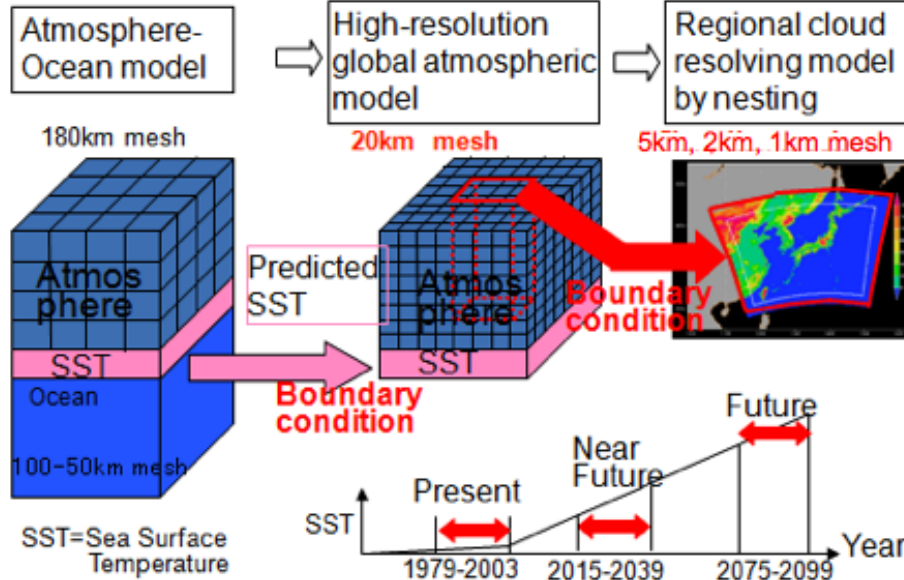 Atmosphere-
Ocean model
High-resolution
global atmospheric
model
Regional cloud
resolving model
by nesting
180km mesh
20km mesh
5km, 2km, 1km mesh
Atmos
phere
SST
Ocean
100-50km mesh
Predicted
SST
Boundary
condition
Atmos
phere
SST
Boundary
condition
SST=Sea Surface
Temperature
SST
Present
Near
Future
Future
Year
1979-2003
2015-2039
2075-2099